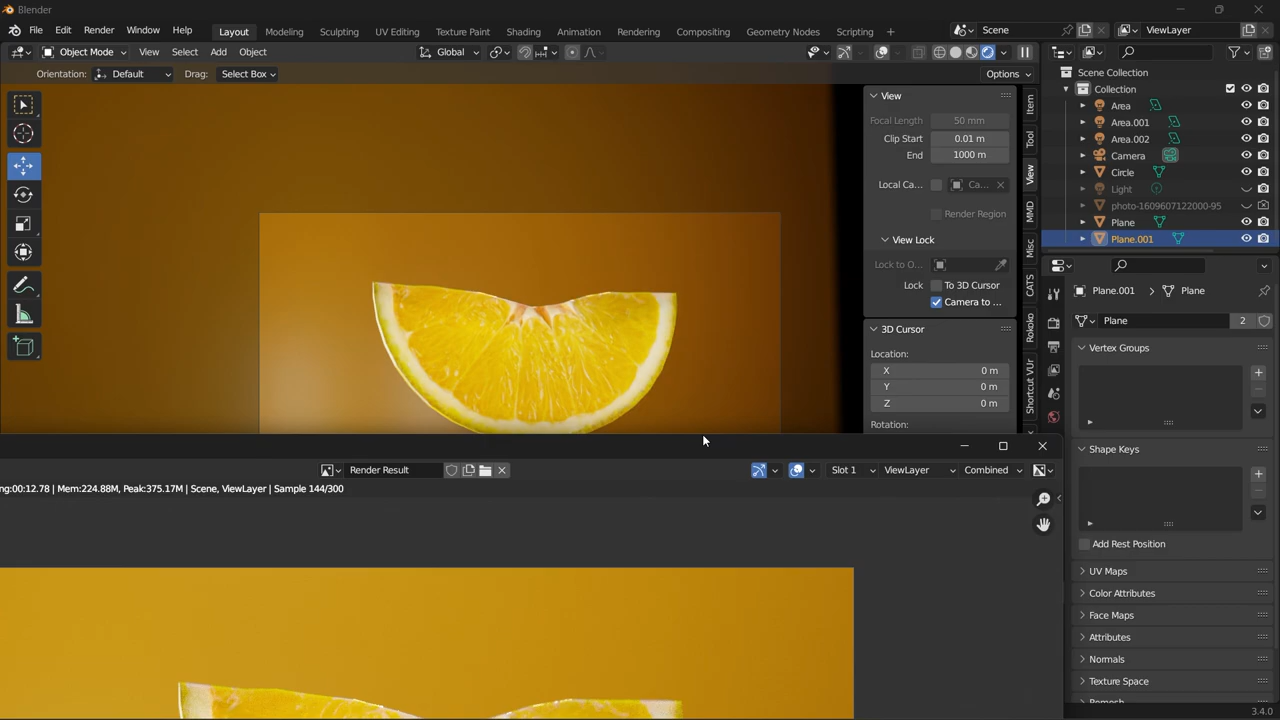 Blender
File Edit Render Window Help Layout Modeling Sculpting UV Editing Texture Paint Shading Animation Rendering Compositing Geometry Nodes Scripting + Scene ViewLayer
Object Mode View Select Add Object Global
Orientation: Default Drag: Select Box Options
View
Focal Length 50 mm
Clip Start 0.01 m
End 1000 m
Local Ca... Ca...
Render Region
View Lock
Lock to O...
Lock To 3D Cursor
Camera to ...
3D Cursor
Location:
X 0 m
Y 0 m
Z 0 m
Rotation:
Item
Tool
View
MMD
Misc
CATS
Rokoko
Shortcut VUr
Scene Collection
Collection
Area
Area.001
Area.002
Camera
Circle
Light
photo-1609607122000-95
Plane
Plane.001
Plane.001 > Plane
Plane 2
Vertex Groups
Shape Keys
Add Rest Position
UV Maps
Color Attributes
Face Maps
Attributes
Normals
Texture Space
Remesh
3.4.0
Render Result Slot 1 ViewLayer Combined
ng:00:12.78 | Mem:224.88M, Peak:375.17M | Scene, ViewLayer | Sample 144/300